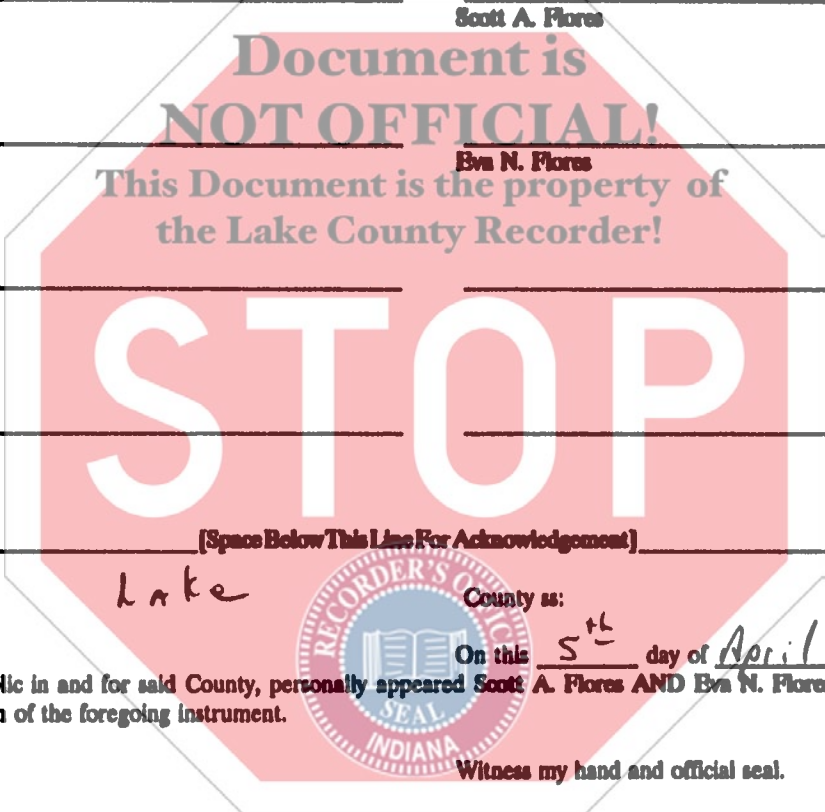 Scott A. Flores
Document is
NOT OFFICIAL!
Eva N. Flores
This Document is the property of
the Lake County Recorder!
STOP
[Space Below This Line For Acknowledgement]
Lake County ss:
On this 5th day of April
lic in and for said County, personally appeared Scott A. Flores AND Eva N. Flore
n of the foregoing instrument.
RECORDER'S OFFICE
SEAL
INDIANA
Witness my hand and official seal.